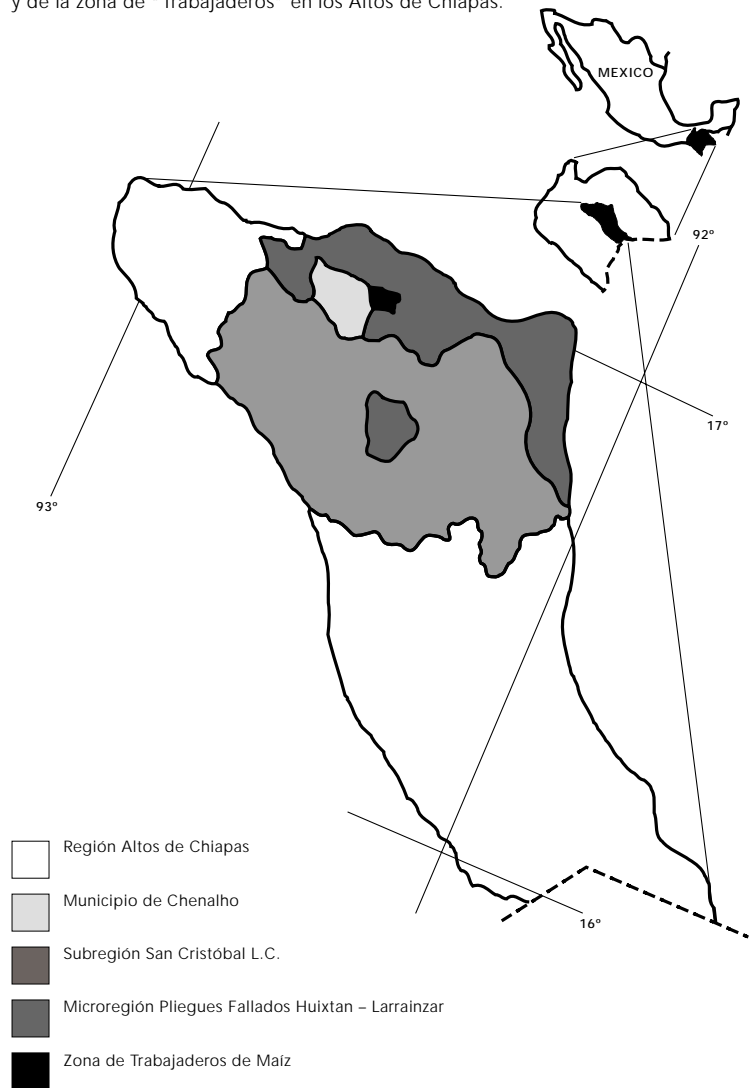 y de la zona de “Trabajaderos” en los Altos de Chiapas.
MEXICO
92º
17º
93º
16º
Región Altos de Chiapas
Municipio de Chenalho
Subregión San Cristóbal L.C.
Microregión Pliegues Fallados Huixtan – Larrainzar
Zona de Trabajaderos de Maíz